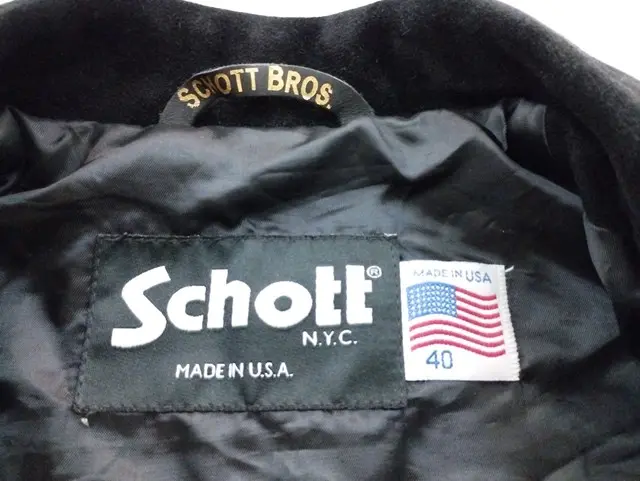 SCHOTT BROS.
Schott®
N.Y.C.
MADE IN U.S.A.
MADE IN USA
40